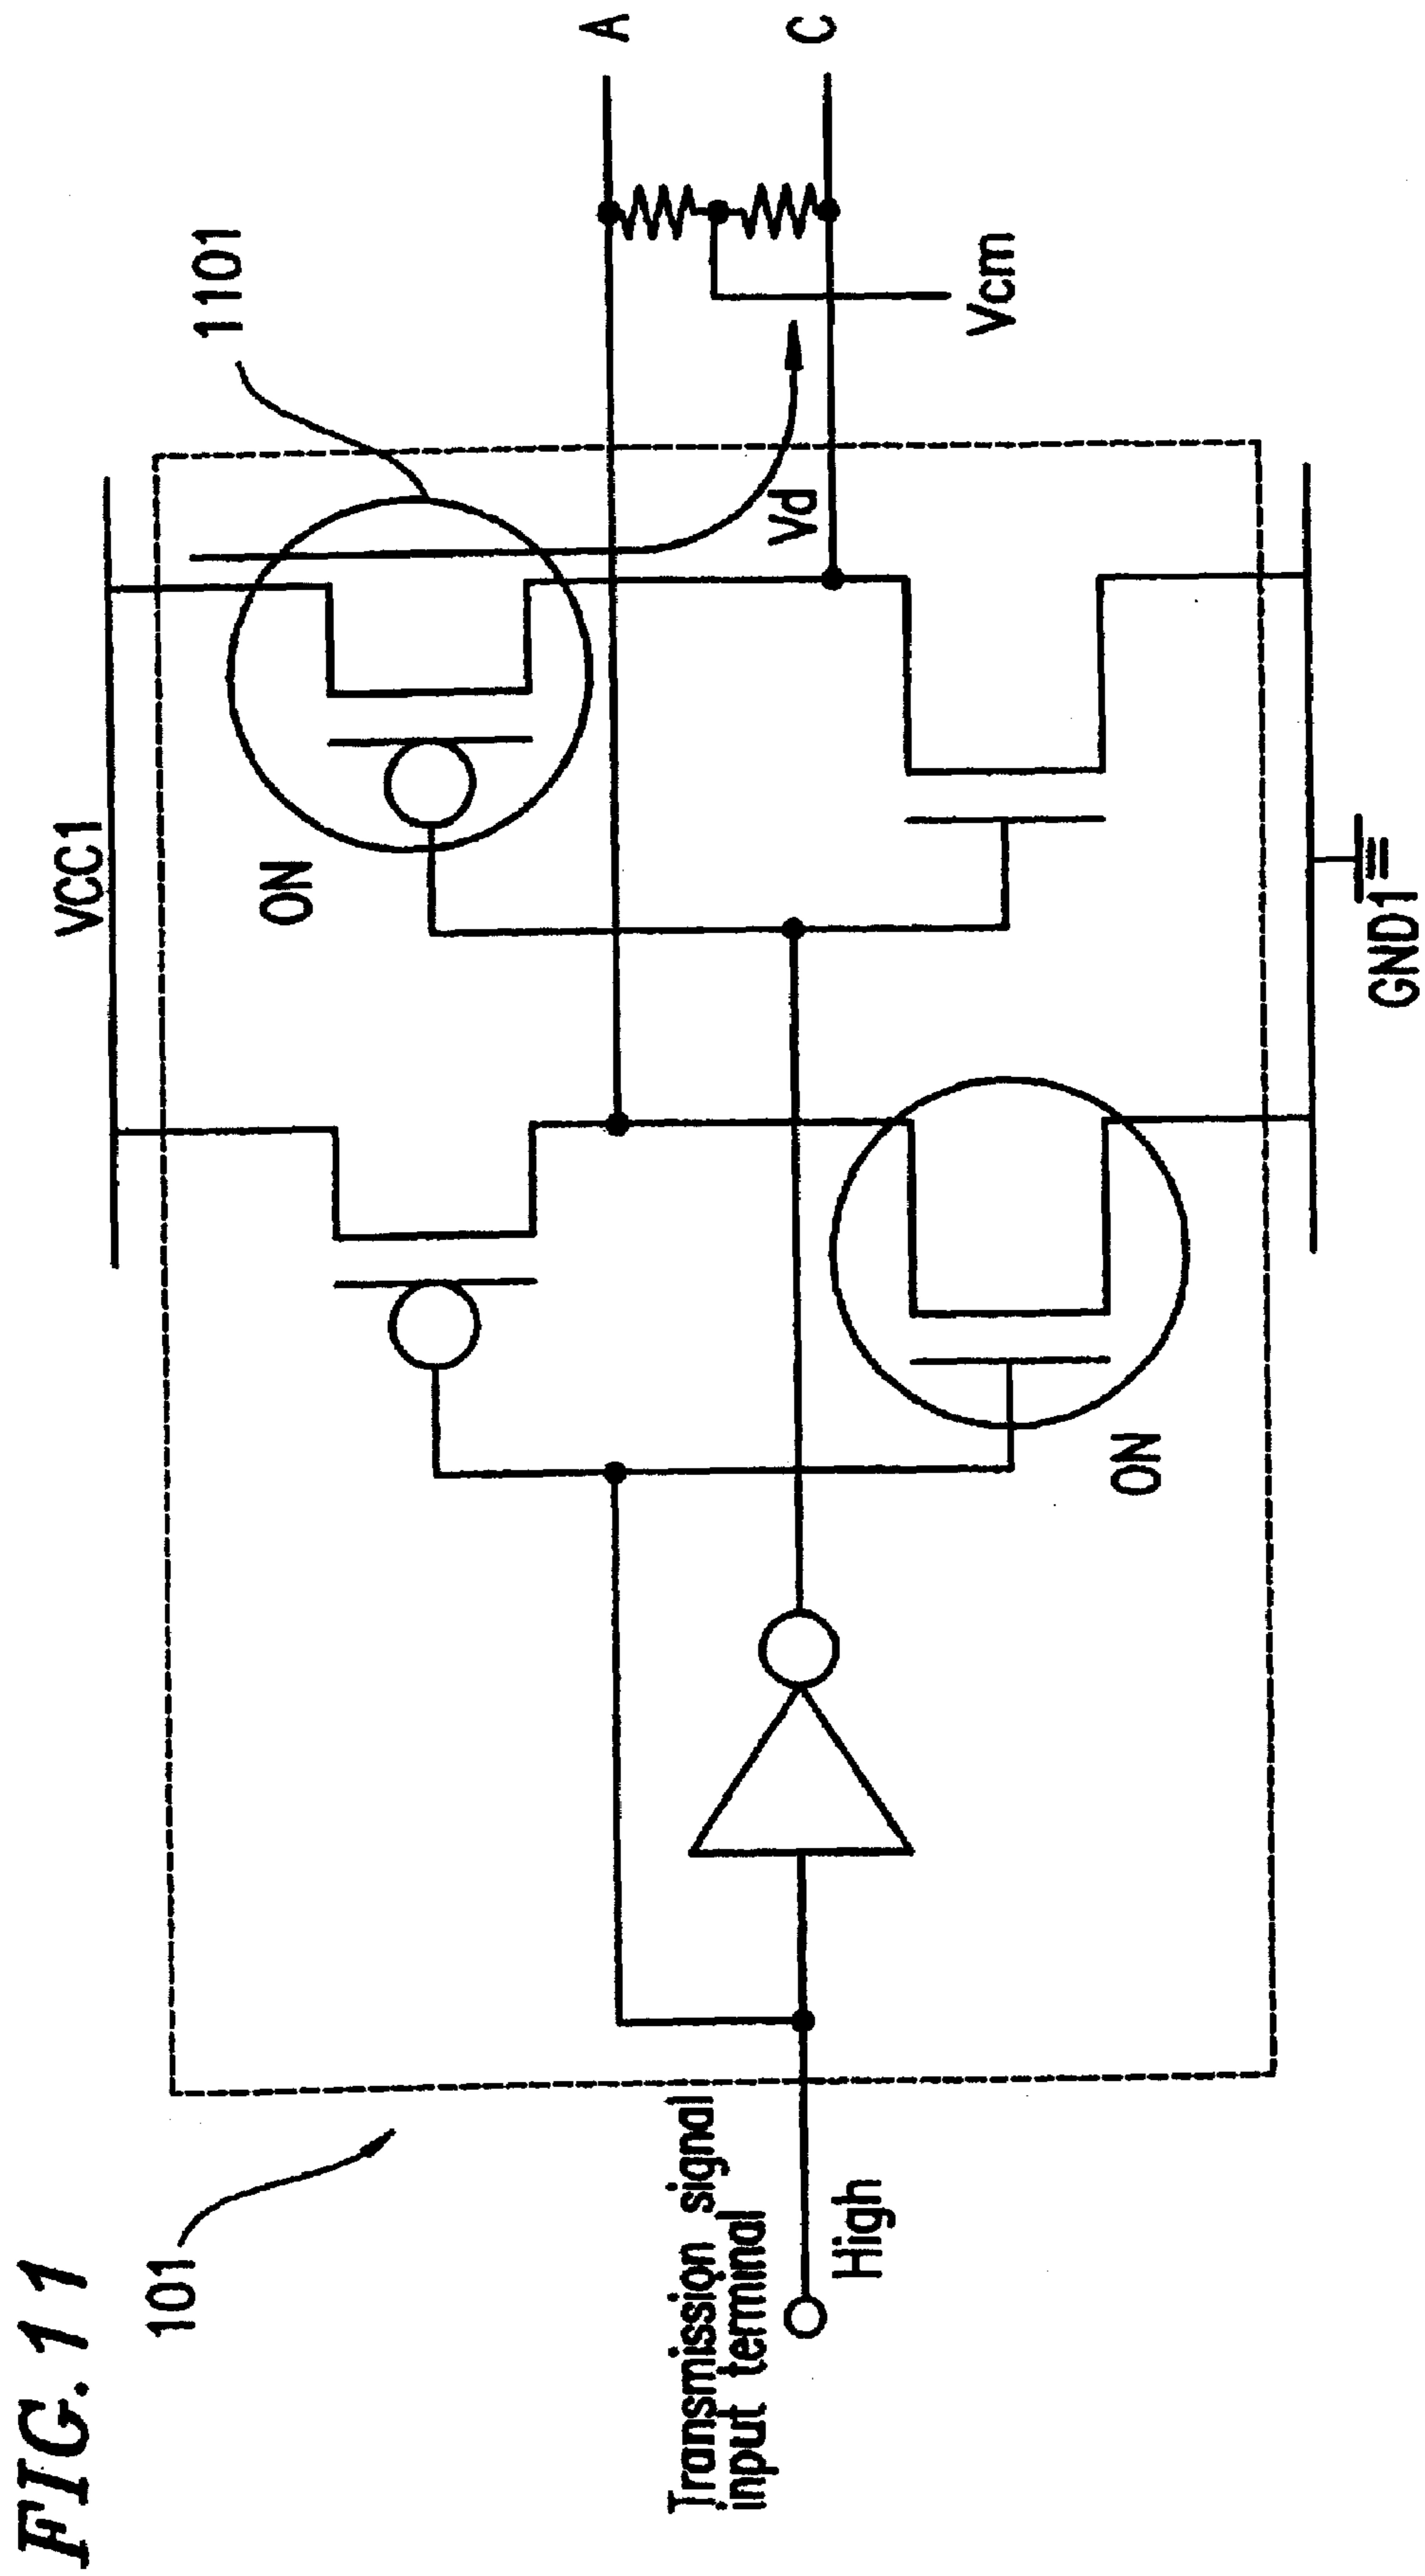 FIG.11
101
VCC1
1101
ON
A
C
Vd
Vcm
Transmission signal
input terminal
High
ON
GND1